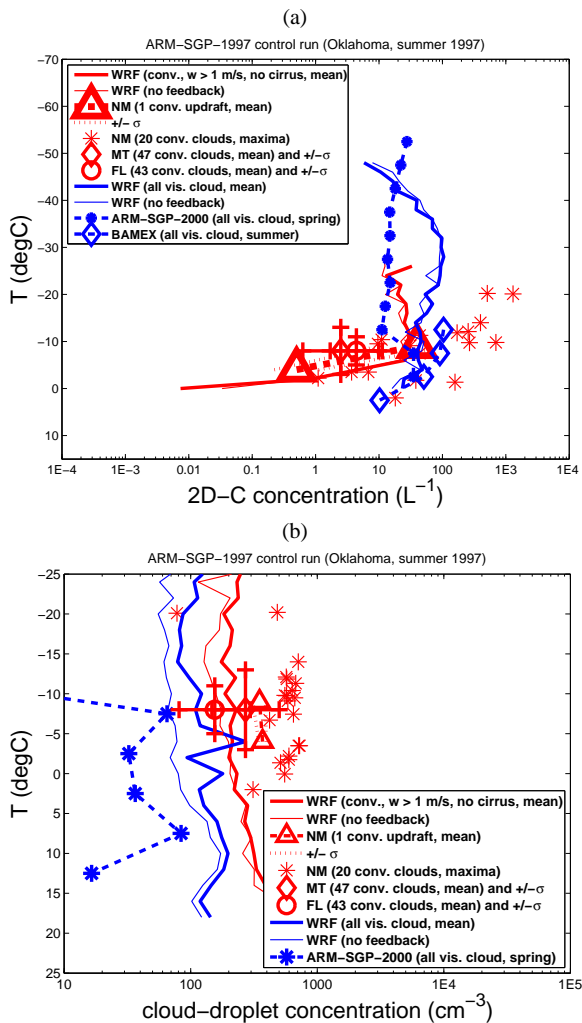 (a)
ARM−SGP−1997 control run (Oklahoma, summer 1997)
−70
−60
−50
−40
−30
−20
−10
0
10
T (degC)
WRF (conv., w > 1 m/s, no cirrus, mean)
WRF (no feedback)
NM (1 conv. updraft, mean)
+/− σ
NM (20 conv. clouds, maxima)
MT (47 conv. clouds, mean) and +/−σ
FL (43 conv. clouds, mean) and +/−σ
WRF (all vis. cloud, mean)
WRF (no feedback)
ARM−SGP−2000 (all vis. cloud, spring)
BAMEX (all vis. cloud, summer)
1E−4 1E−3 0.01 0.1 1 10 100 1E3 1E4
2D−C concentration (L−1)
(b)
ARM−SGP−1997 control run (Oklahoma, summer 1997)
−25
−20
−15
−10
−5
0
5
10
15
20
25
T (degC)
WRF (conv., w > 1 m/s, no cirrus, mean)
WRF (no feedback)
NM (1 conv. updraft, mean)
+/− σ
NM (20 conv. clouds, maxima)
MT (47 conv. clouds, mean) and +/−σ
FL (43 conv. clouds, mean) and +/−σ
WRF (all vis. cloud, mean)
WRF (no feedback)
ARM−SGP−2000 (all vis. cloud, spring)
10 100 1000 1E4 1E5
cloud−droplet concentration (cm−3)